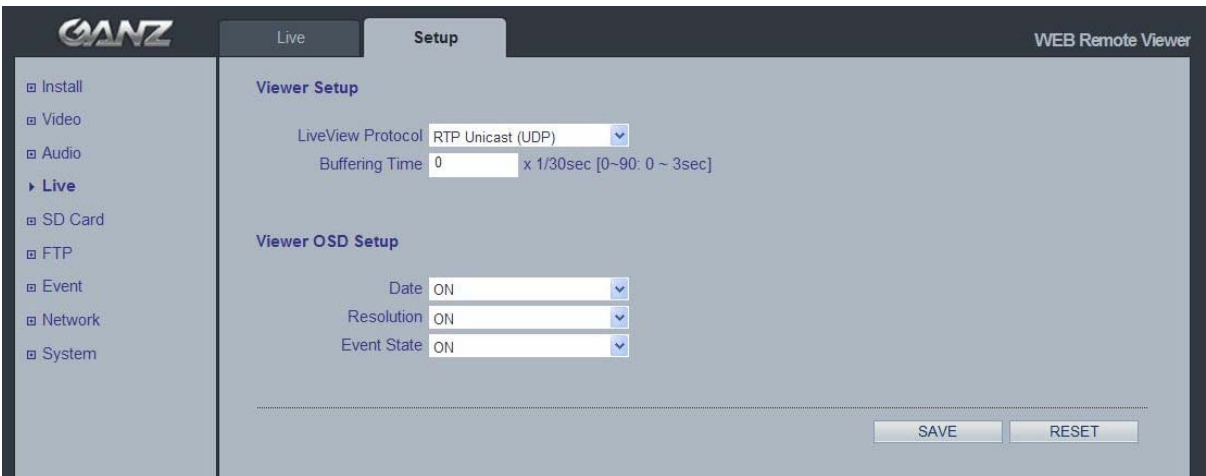 GANZ
Live Setup
WEB Remote Viewer
Install
Video
Audio
Live
SD Card
FTP
Event
Network
System
Viewer Setup
LiveView Protocol RTP Unicast (UDP)
Buffering Time 0 x 1/30sec [0~90: 0 ~ 3sec]
Viewer OSD Setup
Date ON
Resolution ON
Event State ON
SAVE RESET